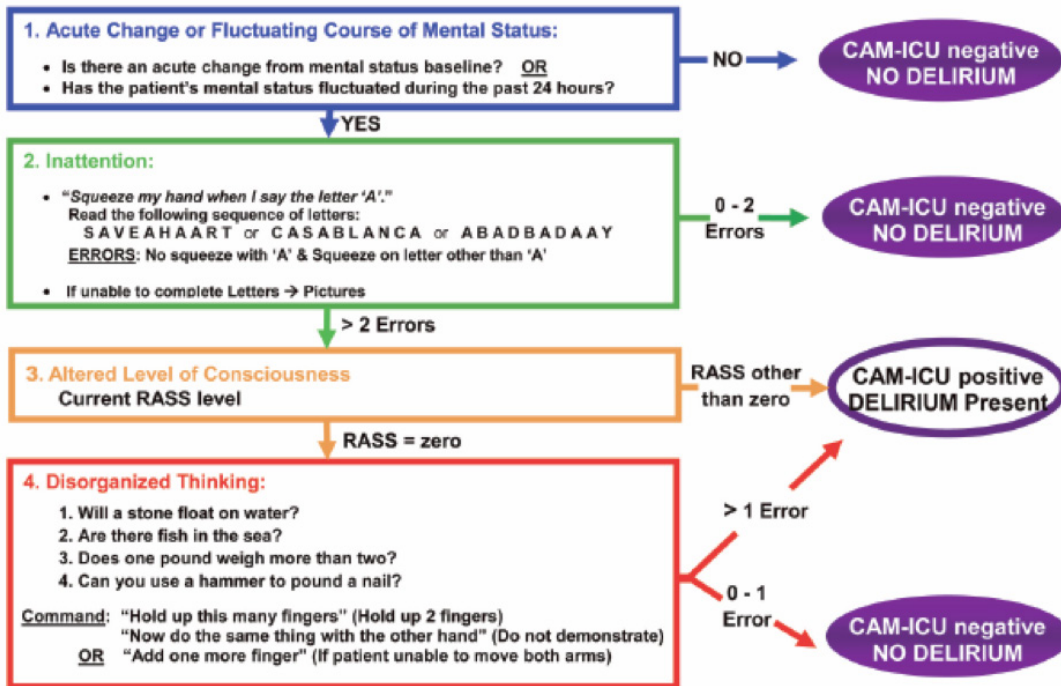 1. Acute Change or Fluctuating Course of Mental Status:
• Is there an acute change from mental status baseline? OR
• Has the patient's mental status fluctuated during the past 24 hours?
NO
CAM-ICU negative
NO DELIRIUM
YES
2. Inattention:
• "Squeeze my hand when I say the letter 'A'."
Read the following sequence of letters:
S A V E A H A A R T or C A S A B L A N C A or A B A D B A D A A Y
ERRORS: No squeeze with 'A' & Squeeze on letter other than 'A'
• If unable to complete Letters → Pictures
0 - 2
Errors
CAM-ICU negative
NO DELIRIUM
> 2 Errors
3. Altered Level of Consciousness
Current RASS level
RASS other
than zero
CAM-ICU positive
DELIRIUM Present
RASS = zero
4. Disorganized Thinking:
1. Will a stone float on water?
2. Are there fish in the sea?
3. Does one pound weigh more than two?
4. Can you use a hammer to pound a nail?
Command: "Hold up this many fingers" (Hold up 2 fingers)
"Now do the same thing with the other hand" (Do not demonstrate)
OR "Add one more finger" (If patient unable to move both arms)
> 1 Error
0 - 1
Error
CAM-ICU negative
NO DELIRIUM